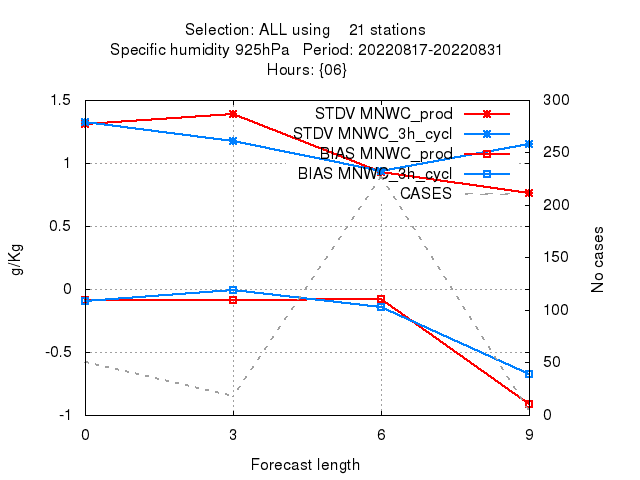 Selection: ALL using    21 stations
Specific humidity 925hPa   Period: 20220817-20220831
Hours: {06}
1.5
1
0.5
0
-0.5
-1
g/Kg
STDV MNWC_prod
STDV MNWC_3h_cycl
BIAS MNWC_prod
BIAS MNWC_3h_cycl
CASES
300
250
200
150
100
50
0
No cases
0 3 6 9
Forecast length